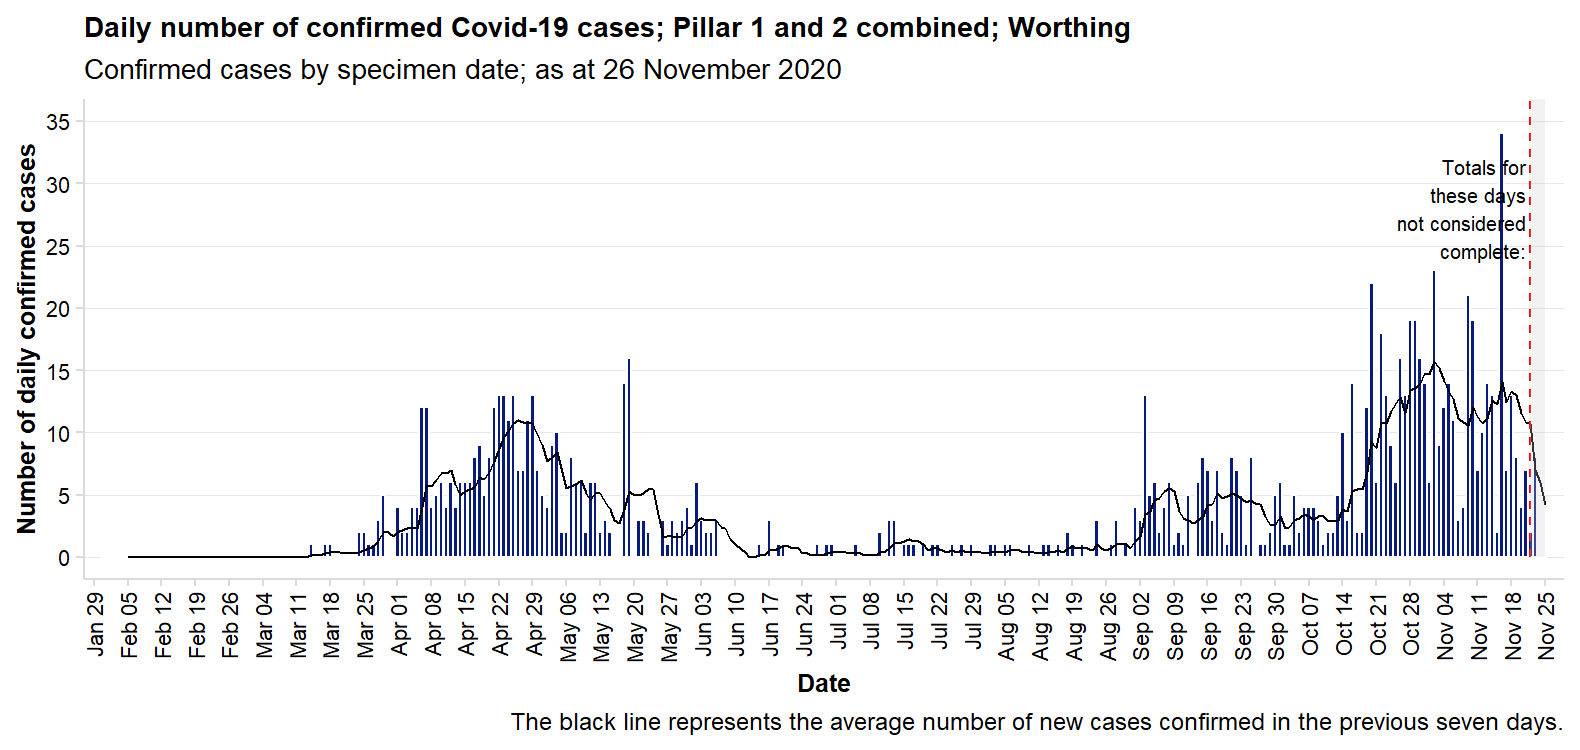 Daily number of confirmed Covid-19 cases; Pillar 1 and 2 combined; Worthing
Confirmed cases by specimen date; as at 26 November 2020
Number of daily confirmed cases
35
30
25
20
15
10
5
0
Totals for
these days
not considered
complete:
Jan 29
Feb 05
Feb 12
Feb 19
Feb 26
Mar 04
Mar 11
Mar 18
Mar 25
Apr 01
Apr 08
Apr 15
Apr 22
Apr 29
May 06
May 13
May 20
May 27
Jun 03
Jun 10
Jun 17
Jun 24
Jul 01
Jul 08
Jul 15
Jul 22
Jul 29
Aug 05
Aug 12
Aug 19
Aug 26
Sep 02
Sep 09
Sep 16
Sep 23
Sep 30
Oct 07
Oct 14
Oct 21
Oct 28
Nov 04
Nov 11
Nov 18
Nov 25
Date
The black line represents the average number of new cases confirmed in the previous seven days.